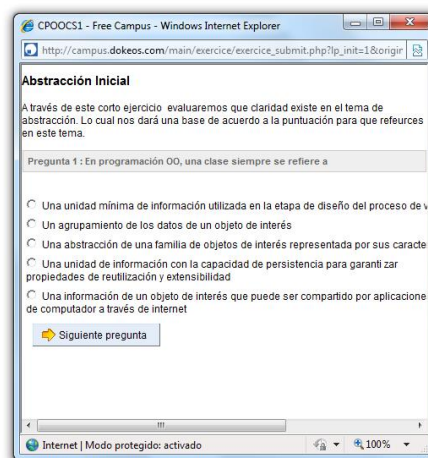 CPOOCS1 - Free Campus - Windows Internet Explorer
http://campus.dokeos.com/main/exercice/exercice_submit.php?lp_init=1&origir
Abstracción Inicial
A través de este corto ejercicio evaluaremos que claridad existe en el tema de
abstracción. Lo cual nos dará una base de acuerdo a la puntuación para que refeurces
en este tema.
Pregunta 1 : En programación OO, una clase siempre se refiere a
Una unidad mínima de información utilizada en la etapa de diseño del proceso de
Un agrupamiento de los datos de un objeto de interés
Una abstracción de una familia de objetos de interés representada por sus caracte
Una unidad de información con la capacidad de persistencia para garanti zar
propiedades de reutilización y extensibilidad
Una información de un objeto de interés que puede ser compartido por aplicacione
de computador a través de internet
Siguiente pregunta
Internet | Modo protegido: activado
100%